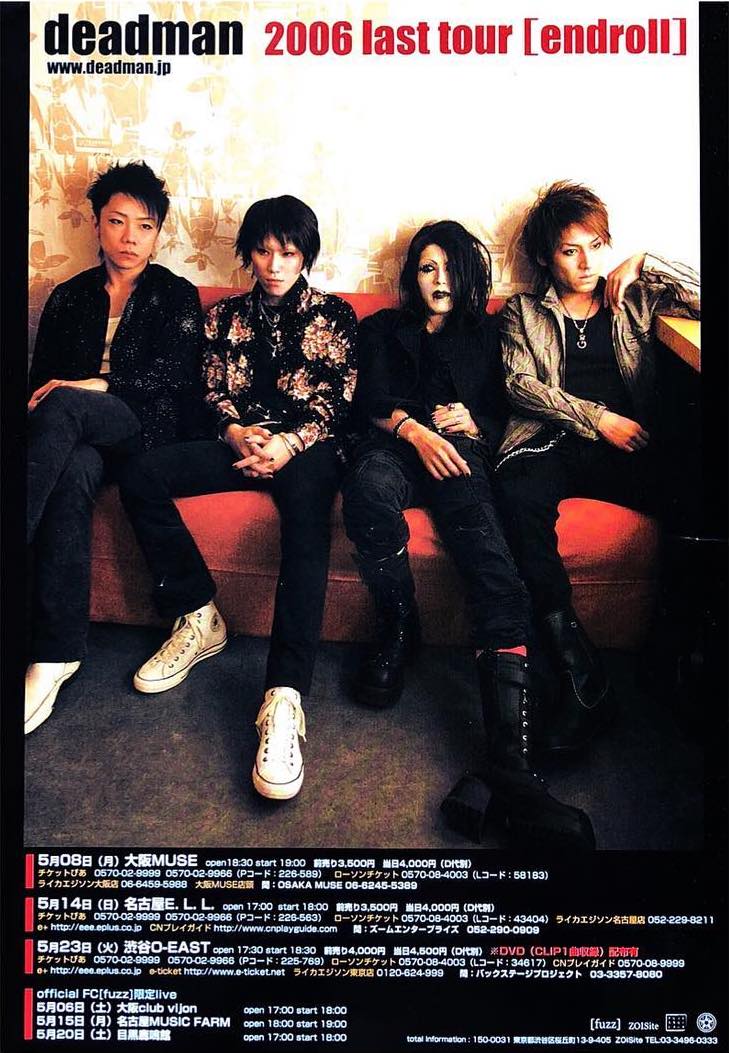 deadman 2006 last tour [endroll]
www.deadman.jp
5月08日（月）大阪MUSE open18:30 start 19:00 前売り3,500円 当日4,000円（D代別）
チケットぴあ 0570-02-9999 0570-02-9966（Pコード：226-589） ローソンチケット 0570-08-4003（Lコード：58183）
ライカエジソン大阪店 06-6459-5988 大阪MUSE店頭 問：OSAKA MUSE 06-6245-5389
5月14日（日）名古屋E. L. L. open 17:00 start 18:00 前売り3,500円 当日4,000円（D代別）
チケットぴあ 0570-02-9999 0570-02-9966（Pコード：226-563） ローソンチケット 0570-08-4003（Lコード：43404） ライカエジソン名古屋店 052-229-8211
e+ http://eee.eplus.co.jp CNプレイガイド http://www.cnplayguide.com 問：ズームエンタープライズ 052-290-0909
5月23日（火）渋谷O-EAST open 17:30 start 18:30 前売り4,000円 当日4,500円（D代別） ※DVD（CLIP1曲収録）配布有
チケットぴあ 0570-02-9999 0570-02-9966（Pコード：225-769） ローソンチケット 0570-08-4003（Lコード：34617） CNプレイガイド 0570-08-9999
e+ http://eee.eplus.co.jp e-ticket http://www.e-ticket.net ライカエジソン東京店 0120-624-999 問：バックステージプロジェクト 03-3357-8080
official FC[fuzz]限定live
5月06日（土）大阪club vijon open 17:00 start 18:00
5月15日（月）名古屋MUSIC FARM open 18:00 start 19:00
5月20日（土）目黒鹿鳴館 open 17:00 start 18:00
[fuzz] ZOISite
total information : 150-0031 東京都渋谷区桜丘町13-9-405 ZOISite TEL:03-3496-0333